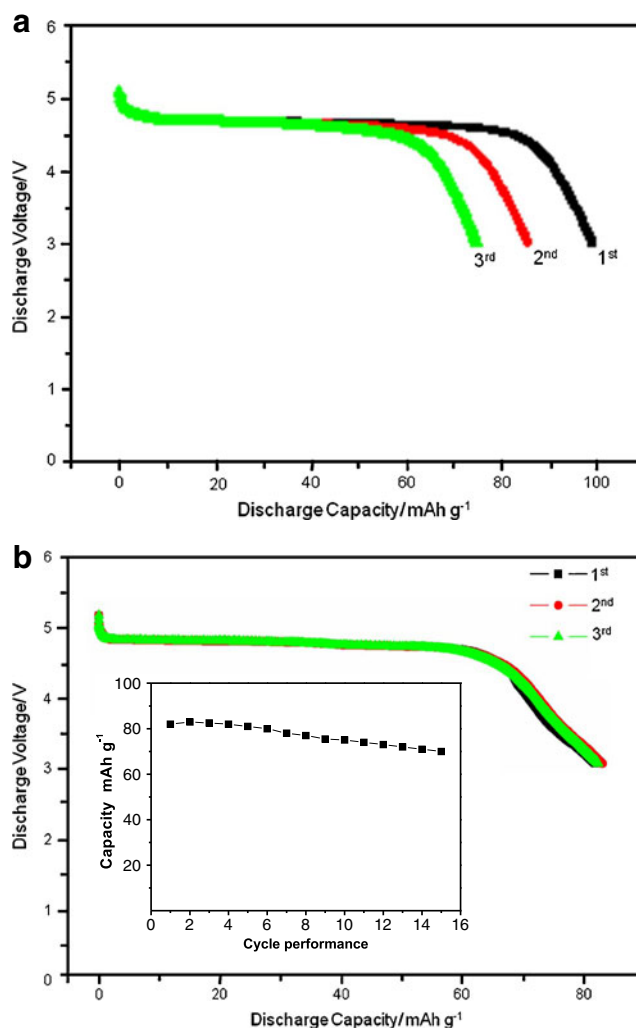 a
6
5
4
3
2
1
0
Discharge Voltage/V
3rd
2nd
1st
0 20 40 60 80 100
Discharge Capacity/mAh g-1
b
6
5
4
3
2
1
0
Discharge Voltage/V
1st
2nd
3rd
100
80
60
40
20
Capacity mAh g-1
0 2 4 6 8 10 12 14 16
Cycle performance
0 20 40 60 80
Discharge Capacity/mAh g-1